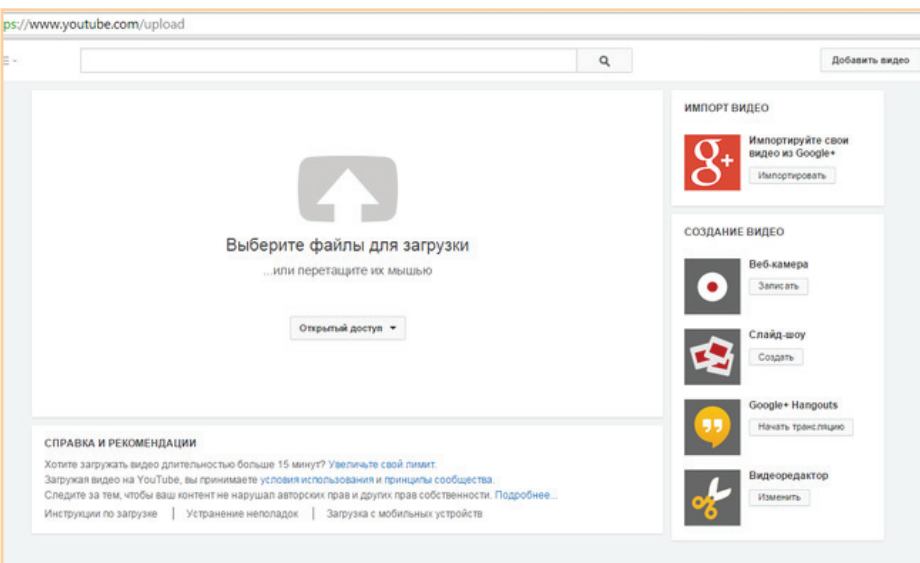 ps://www.youtube.com/upload
Добавить видео
Выберите файлы для загрузки
...или перетащите их мышью
Открытый доступ
СПРАВКА И РЕКОМЕНДАЦИИ
Хотите загружать видео длительностью больше 15 минут? Увеличьте свой лимит.
Загружая видео на YouTube, вы принимаете условия использования и принципы сообщества.
Следите за тем, чтобы ваш контент не нарушал авторских прав и других прав собственности. Подробнее...
Инструкции по загрузке | Устранение неполадок | Загрузка с мобильных устройств
ИМПОРТ ВИДЕО
g+
Импортируйте свои
видео из Google+
Импортировать
СОЗДАНИЕ ВИДЕО
Веб-камера
Записать
Слайд-шоу
Создать
Google+ Hangouts
Начать трансляцию
Видеоредактор
Изменить